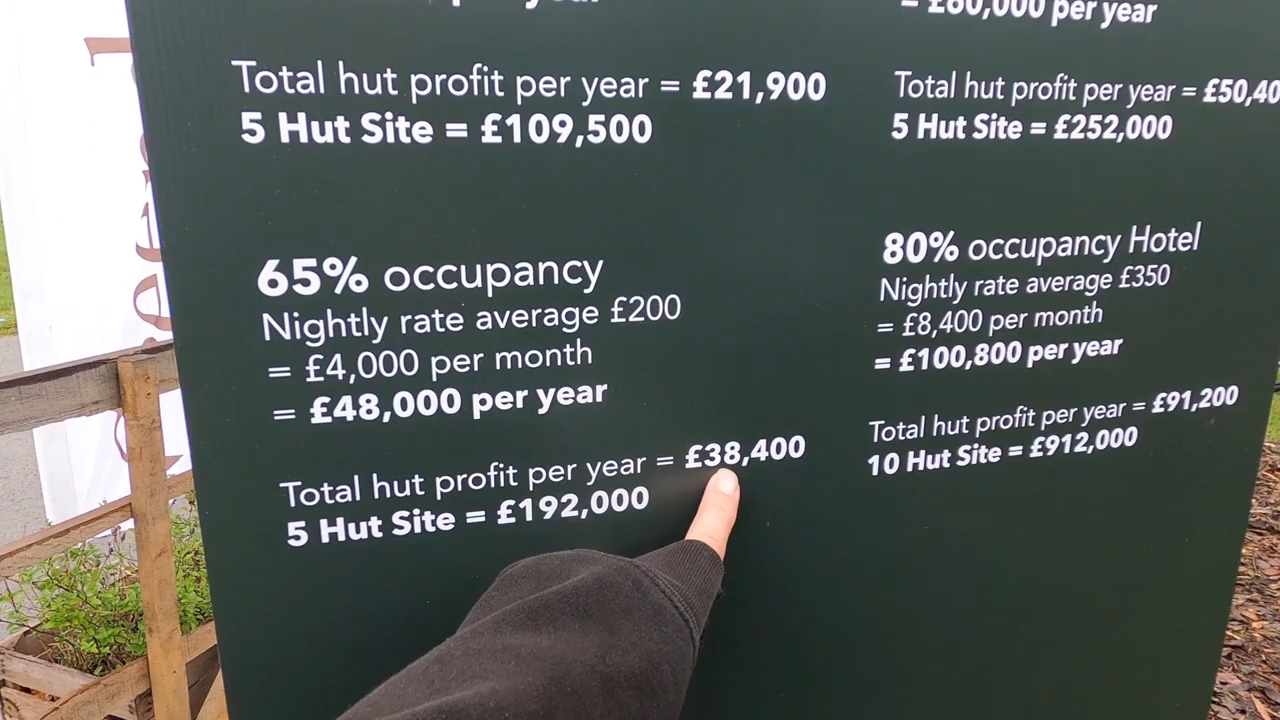 Total hut profit per year = £21,900
5 Hut Site = £109,500
65% occupancy
Nightly rate average £200
= £4,000 per month
= £48,000 per year
Total hut profit per year = £38,400
5 Hut Site = £192,000
= £60,000 per year
Total hut profit per year = £50,40
5 Hut Site = £252,000
80% occupancy Hotel
Nightly rate average £350
= £8,400 per month
= £100,800 per year
Total hut profit per year = £91,200
10 Hut Site = £912,000